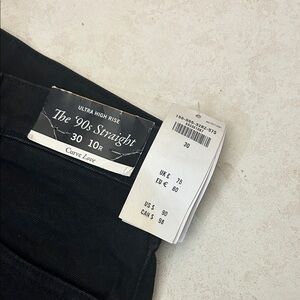 ULTRA HIGH RISE
The '90s Straight
30 10R
Curve Love
30
UK £ 75
EU € 80
US $ 90
CAN $ 98